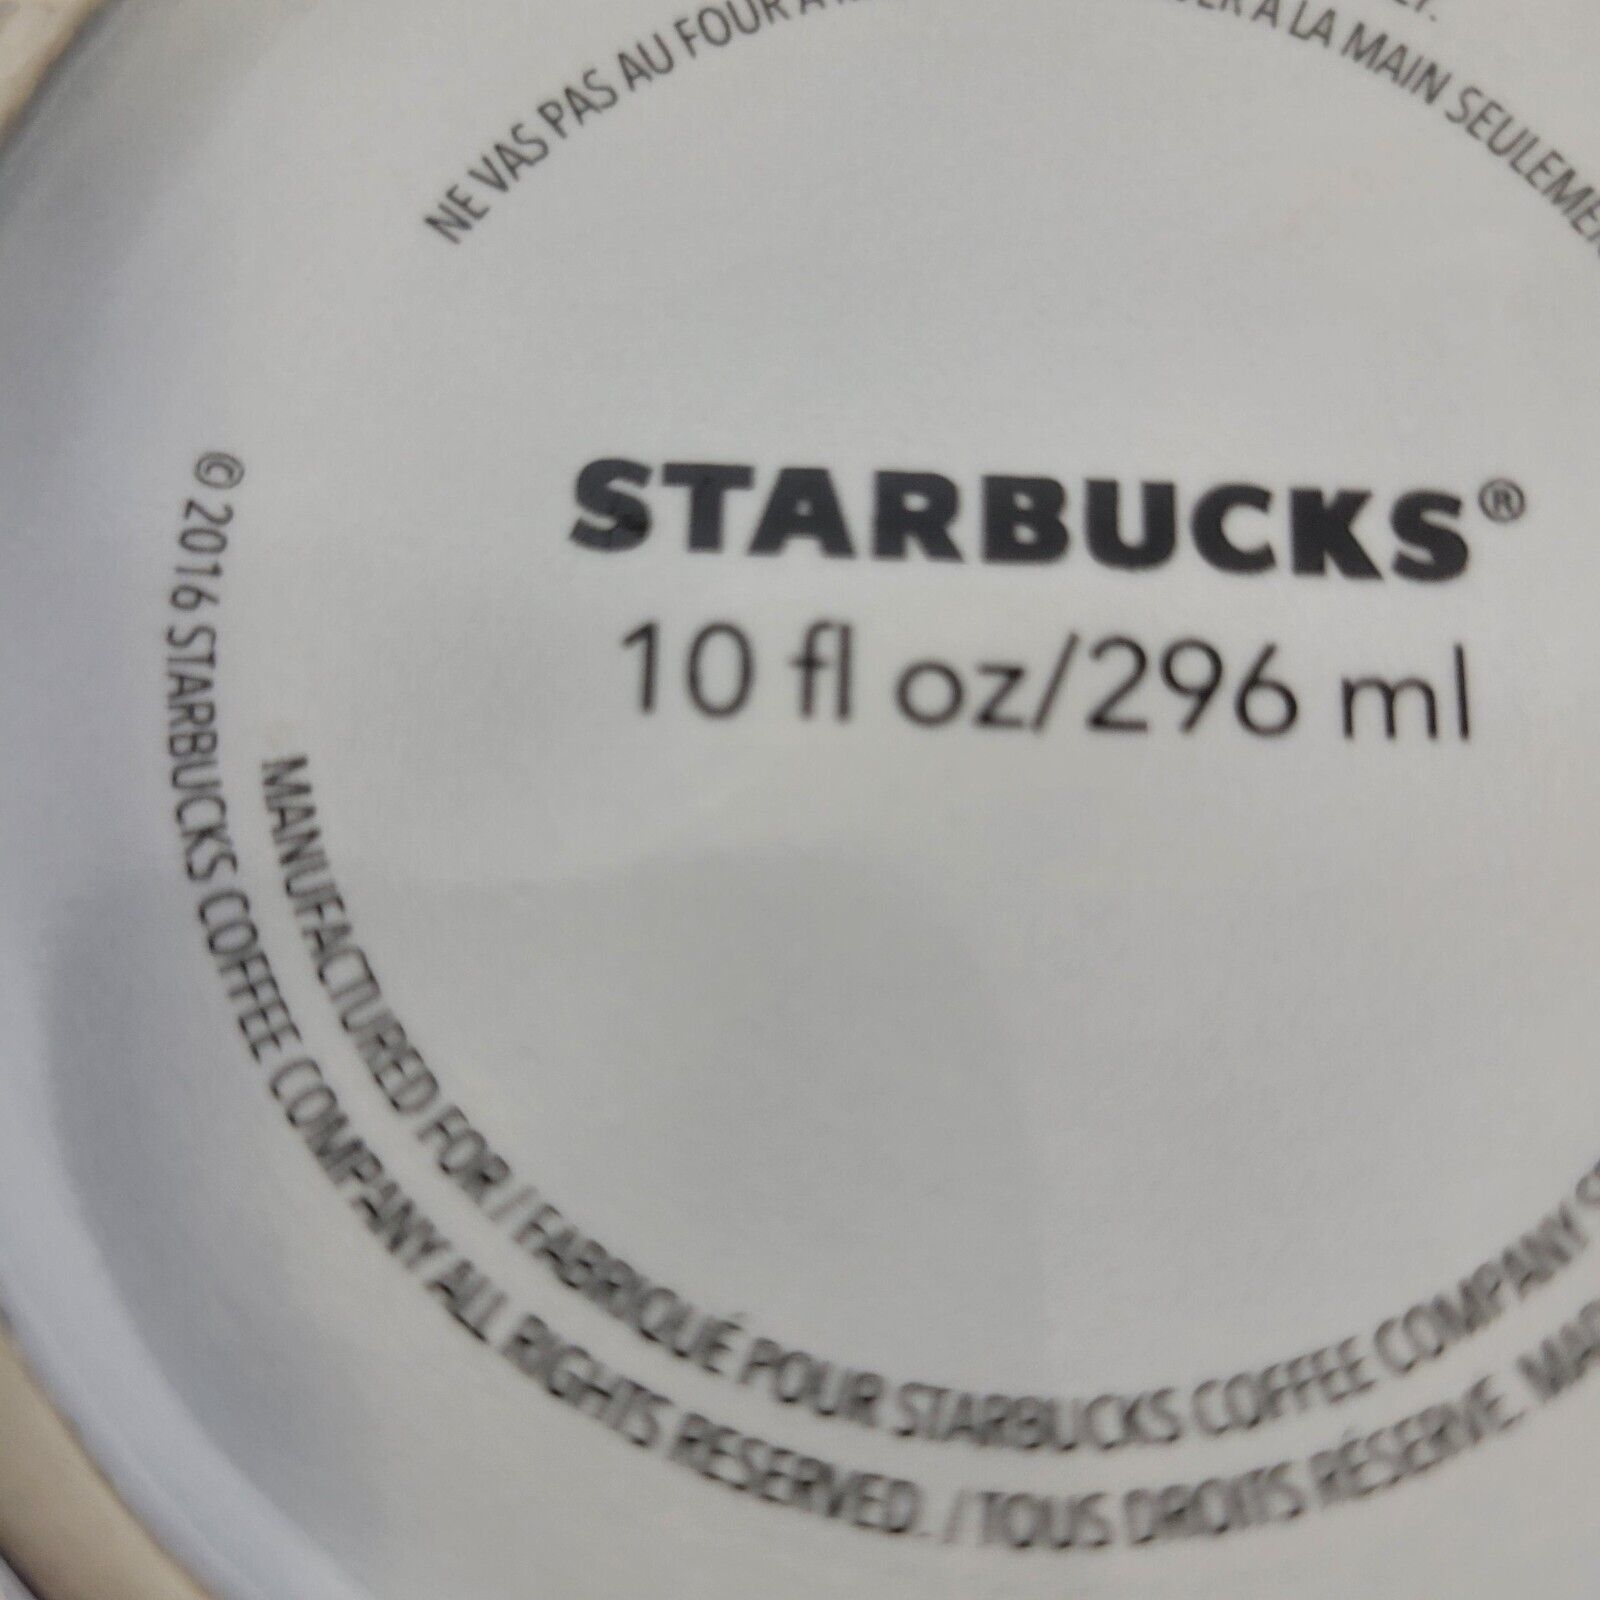 NE VAS PAS AU FOUR À LA MAIN SEULEMENT
STARBUCKS®
10 fl oz/296 ml
MANUFACTURED FOR / FABRIQUÉ POUR STARBUCKS COFFEE COMPANY
© 2016 STARBUCKS COFFEE COMPANY ALL RIGHTS RESERVED. / TOUS DROITS RÉSERVÉ.